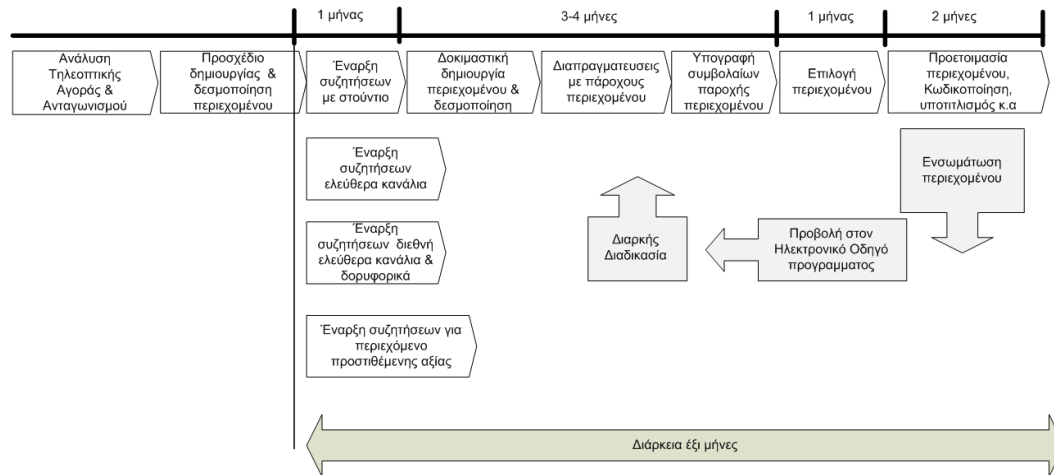 1 μήνας
3-4 μήνες
1 μήνας
2 μήνες
Ανάλυση
Τηλεοπτικής
Αγοράς &
Ανταγωνισμού
Προσχέδιο
δημιουργίας &
δεσμοποίηση
περιεχομένου
Έναρξη
συζητήσεων
με στούντιο
Δοκιμαστική
δημιουργία
περιεχομένου &
δεσμοποίηση
Διαπραγματευσεις
με πάροχους
περιεχομένου
Υπογραφή
συμβολαίων
παροχής
περιεχομένου
Επιλογή
περιεχομένου
Προετοιμασία
περιεχομένου,
Κωδικοποίηση,
υποτιτλισμός κ.α
Έναρξη
συζητήσεων
ελεύθερα κανάλια
Ενσωμάτωση
περιεχομένου
Έναρξη
συζητήσεων διεθνή
ελεύθερα κανάλια &
δορυφορικά
Διαρκής
Διαδικασία
Προβολή στον
Ηλεκτρονικό Οδηγό
προγραμματος
Έναρξη συζητήσεων για
περιεχόμενο
προστιθέμενης αξίας
Διάρκεια έξι μήνες